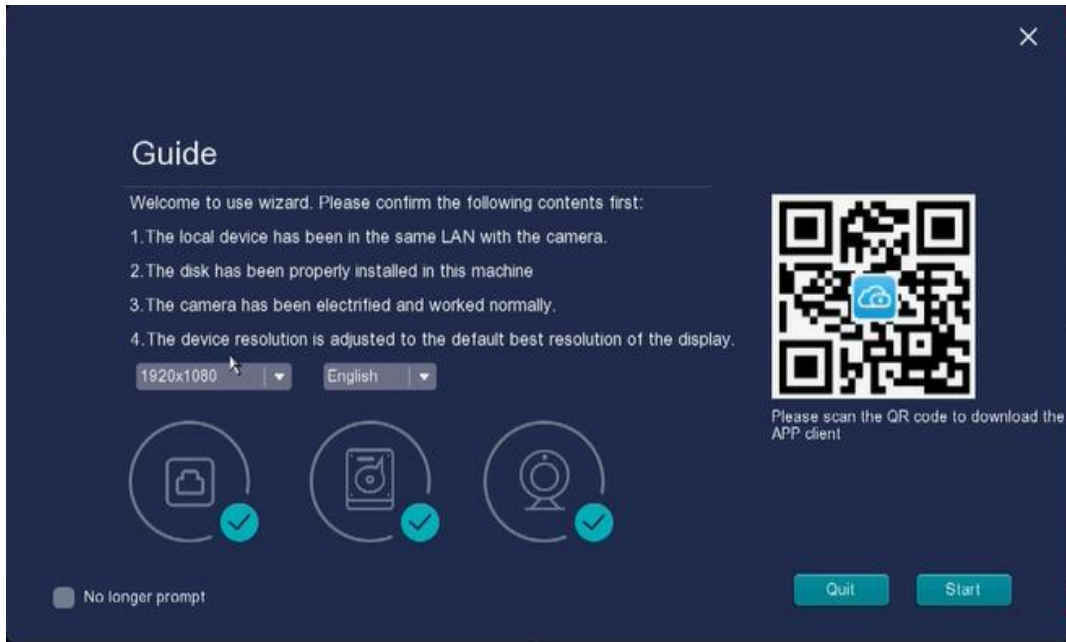 Guide
Welcome to use wizard. Please confirm the following contents first:
1.The local device has been in the same LAN with the camera.
2.The disk has been properly installed in this machine
3.The camera has been electrified and worked normally.
4.The device resolution is adjusted to the default best resolution of the display.
1920x1080
English
Please scan the QR code to download the
APP client
No longer prompt
Quit
Start